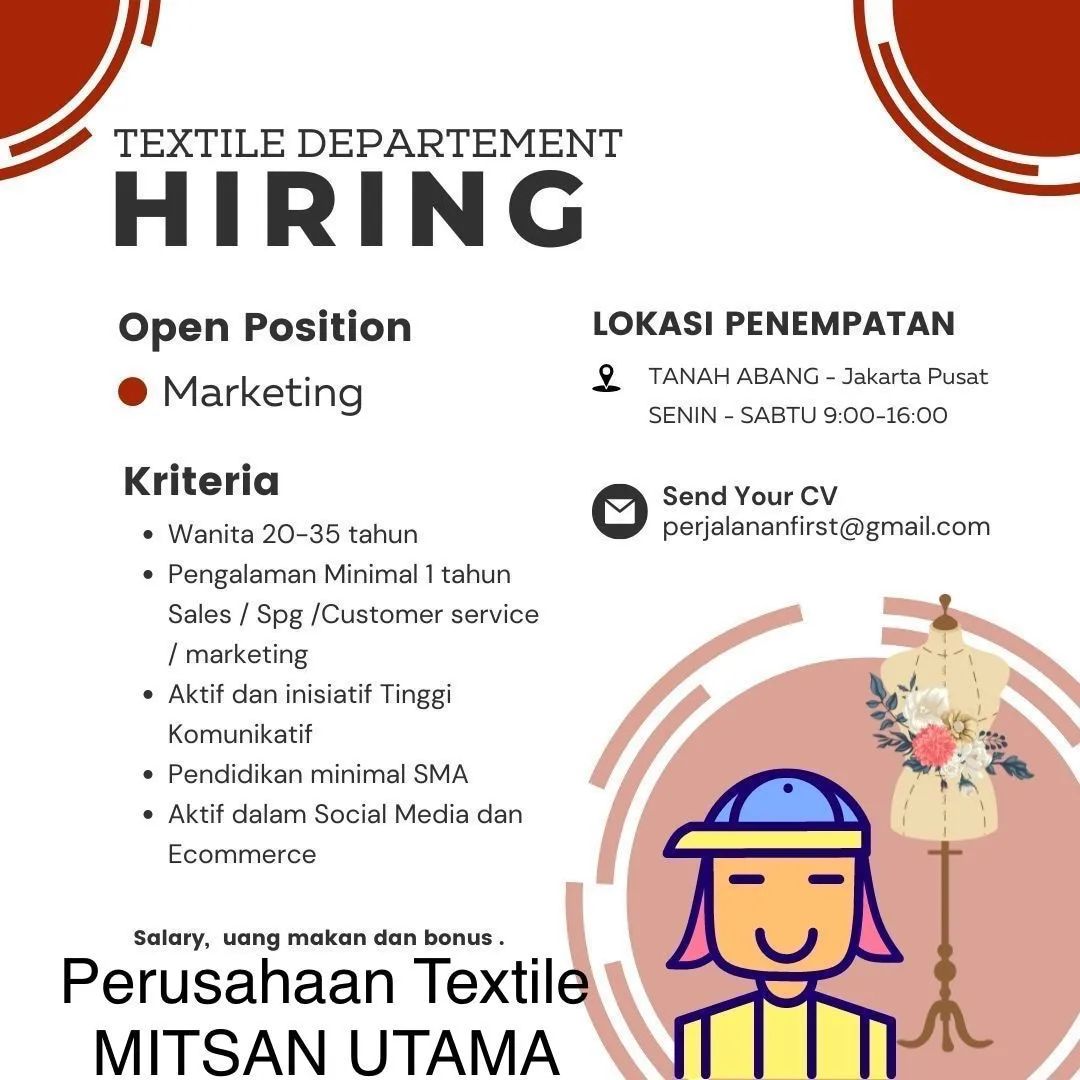 TEXTILE DEPARTEMENT
HIRING
Open Position
Marketing
Kriteria
Wanita 20-35 tahun
Pengalaman Minimal 1 tahun
Sales / Spg /Customer service
/ marketing
Aktif dan inisiatif Tinggi
Komunikatif
Pendidikan minimal SMA
Aktif dalam Social Media dan
Ecommerce
Salary,  uang makan dan bonus .
Perusahaan Textile
MITSAN UTAMA
LOKASI PENEMPATAN
TANAH ABANG - Jakarta Pusat
SENIN - SABTU 9:00-16:00
Send Your CV
perjalananfirst@gmail.com